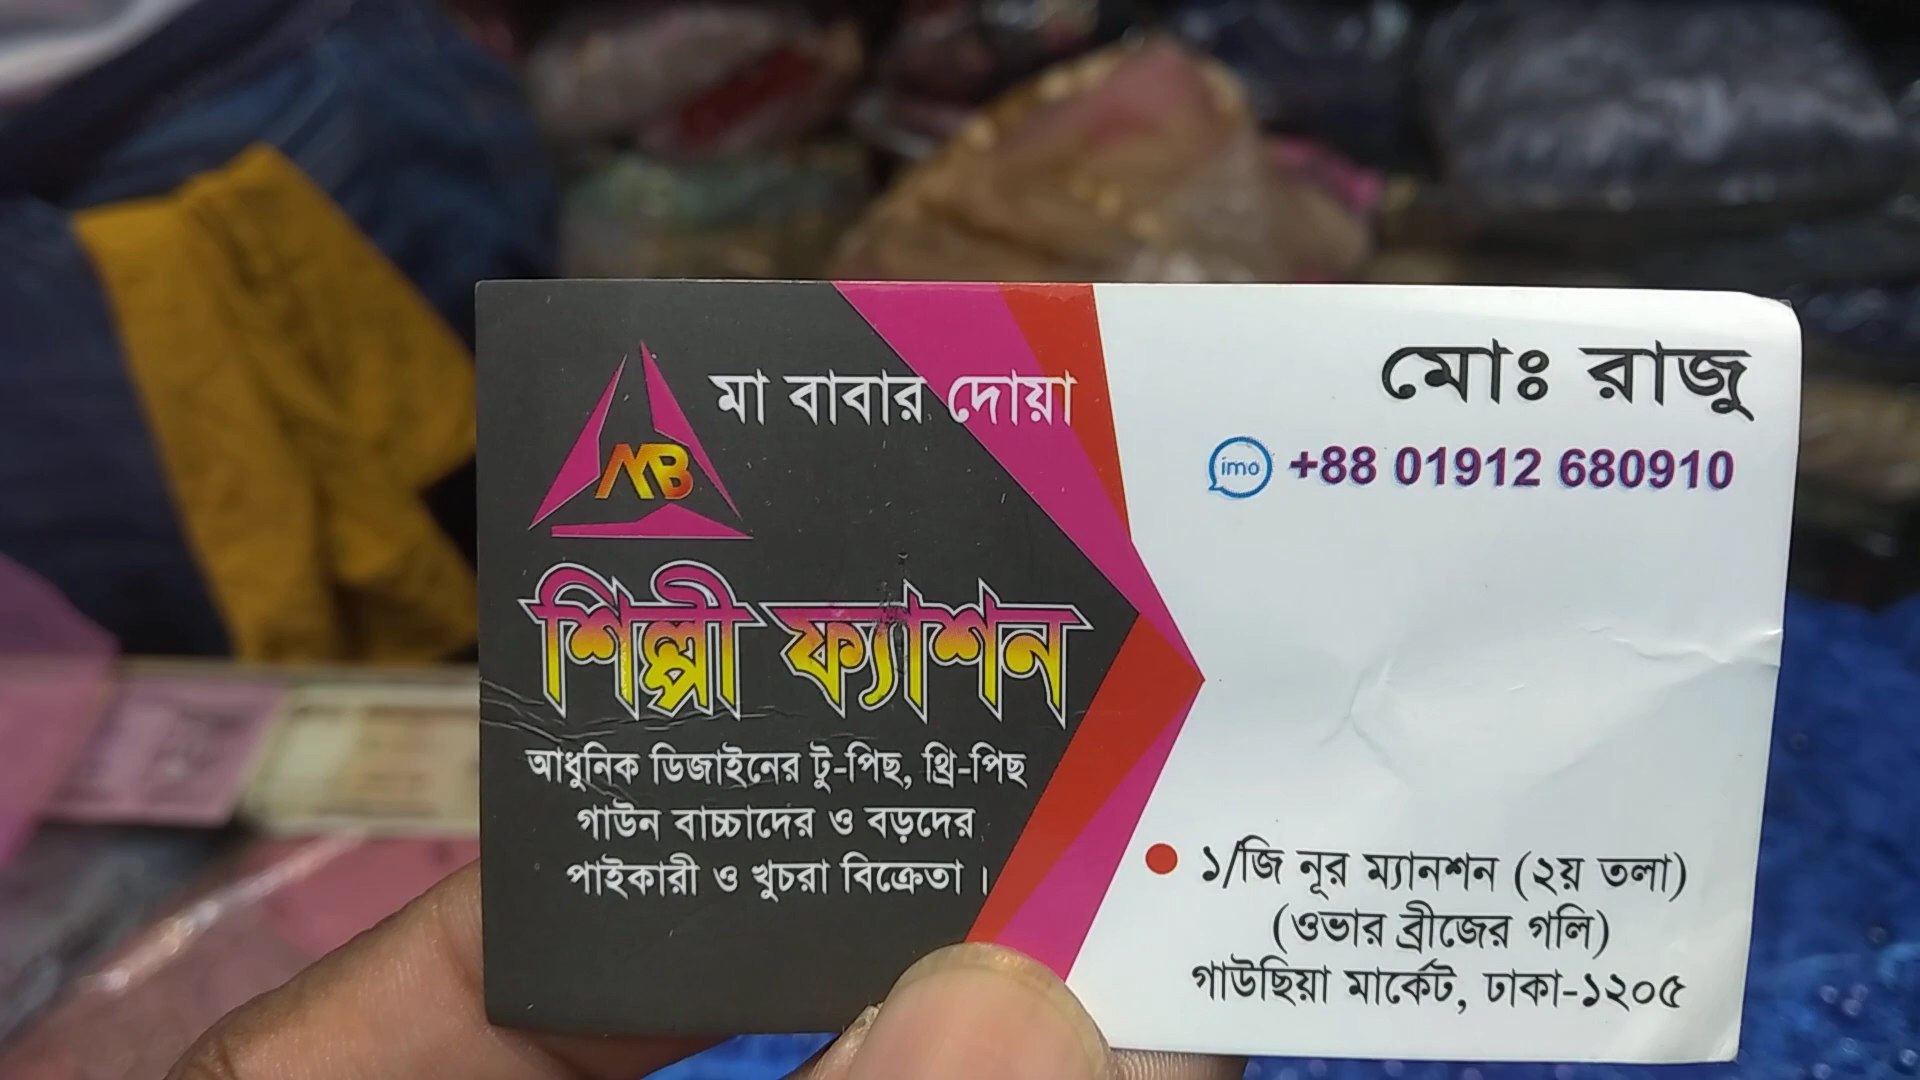 মা বাবার দোয়া
MB
শিল্পী ফ্যাশন
আধুনিক ডিজাইনের টু-পিছ, থ্রি-পিছ
গাউন বাচ্চাদের ও বড়দের
পাইকারী ও খুচরা বিক্রেতা।
মোঃ রাজু
imo +88 01912 680910
১/জি নূর ম্যানশন (২য় তলা)
(ওভার ব্রীজের গলি)
গাউছিয়া মার্কেট, ঢাকা-১২০৫